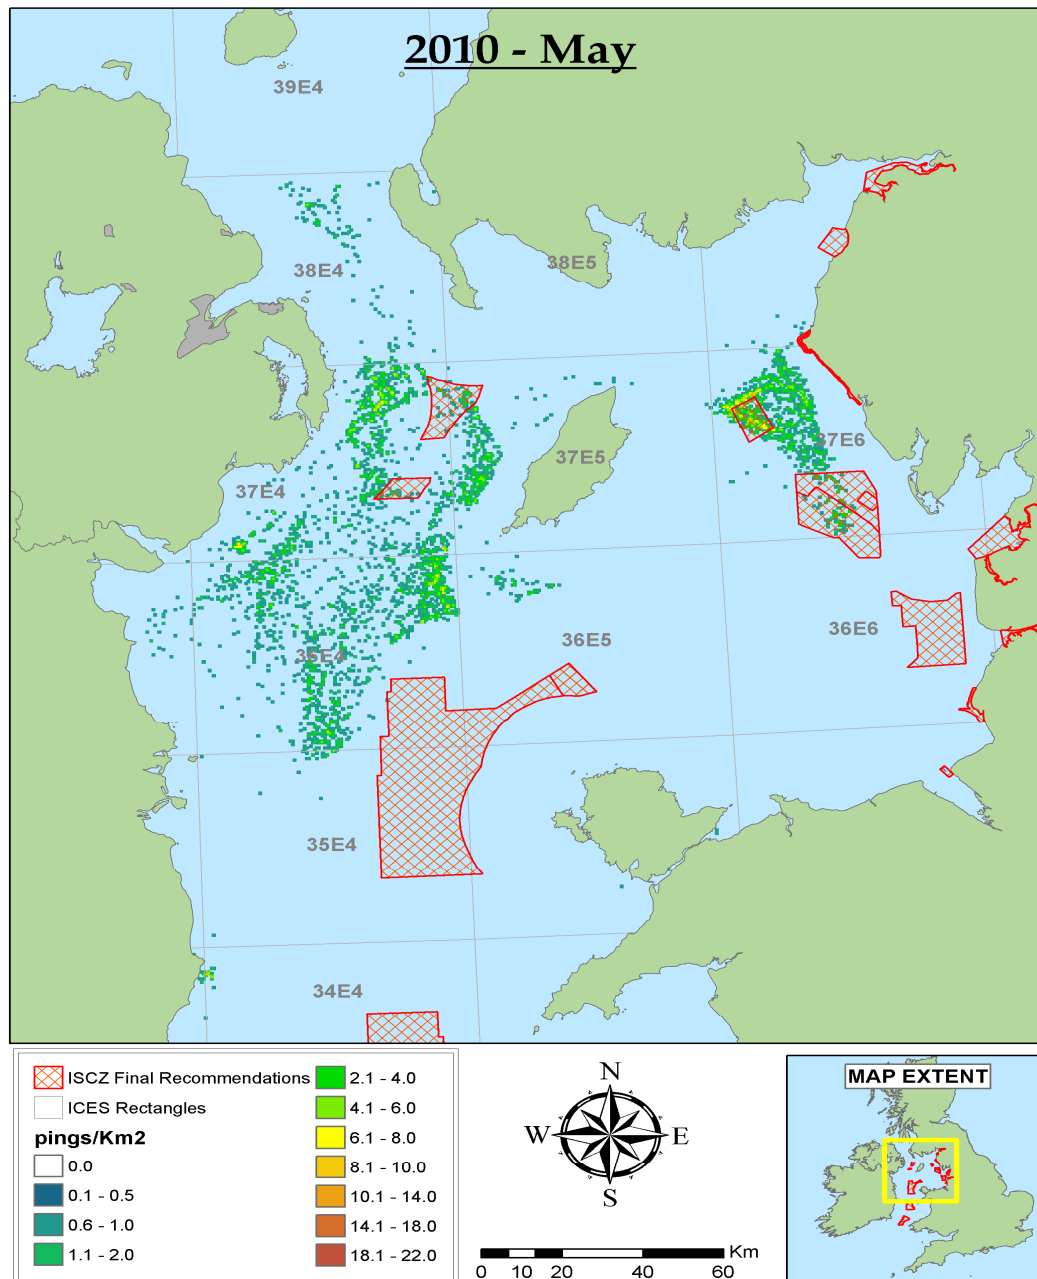 2010 - May
39E4
38E4
38E5
37E6
37E5
37E4
36E4
36E5
36E6
35E4
34E4
ISCZ Final Recommendations
ICES Rectangles
pings/Km2
0.0
0.1 - 0.5
0.6 - 1.0
1.1 - 2.0
2.1 - 4.0
4.1 - 6.0
6.1 - 8.0
8.1 - 10.0
10.1 - 14.0
14.1 - 18.0
18.1 - 22.0
N
W
E
S
Km
0 10 20 40 60
MAP EXTENT